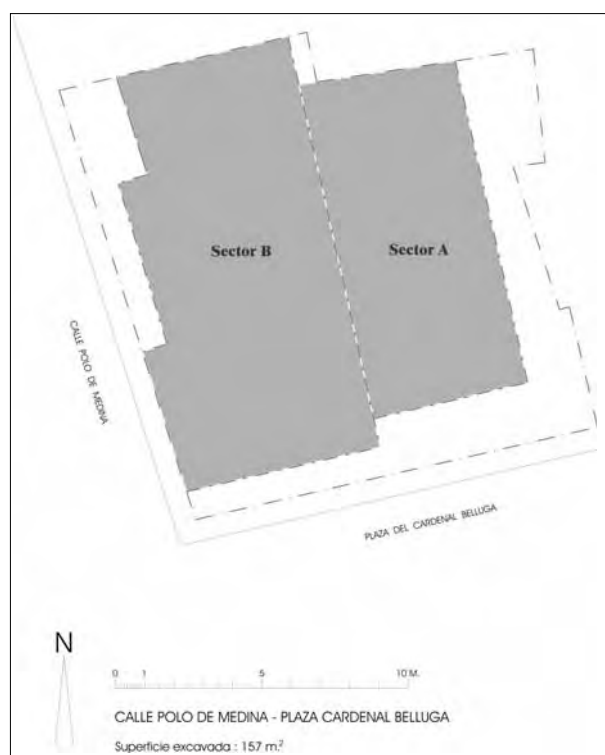 Sector B
Sector A
CALLE POLO DE MEDINA
PLAZA DEL CARDENAL BELLUGA
N
0 1 5 10 M.
CALLE POLO DE MEDINA - PLAZA CARDENAL BELLUGA
Superficie excavada : 157 m.²